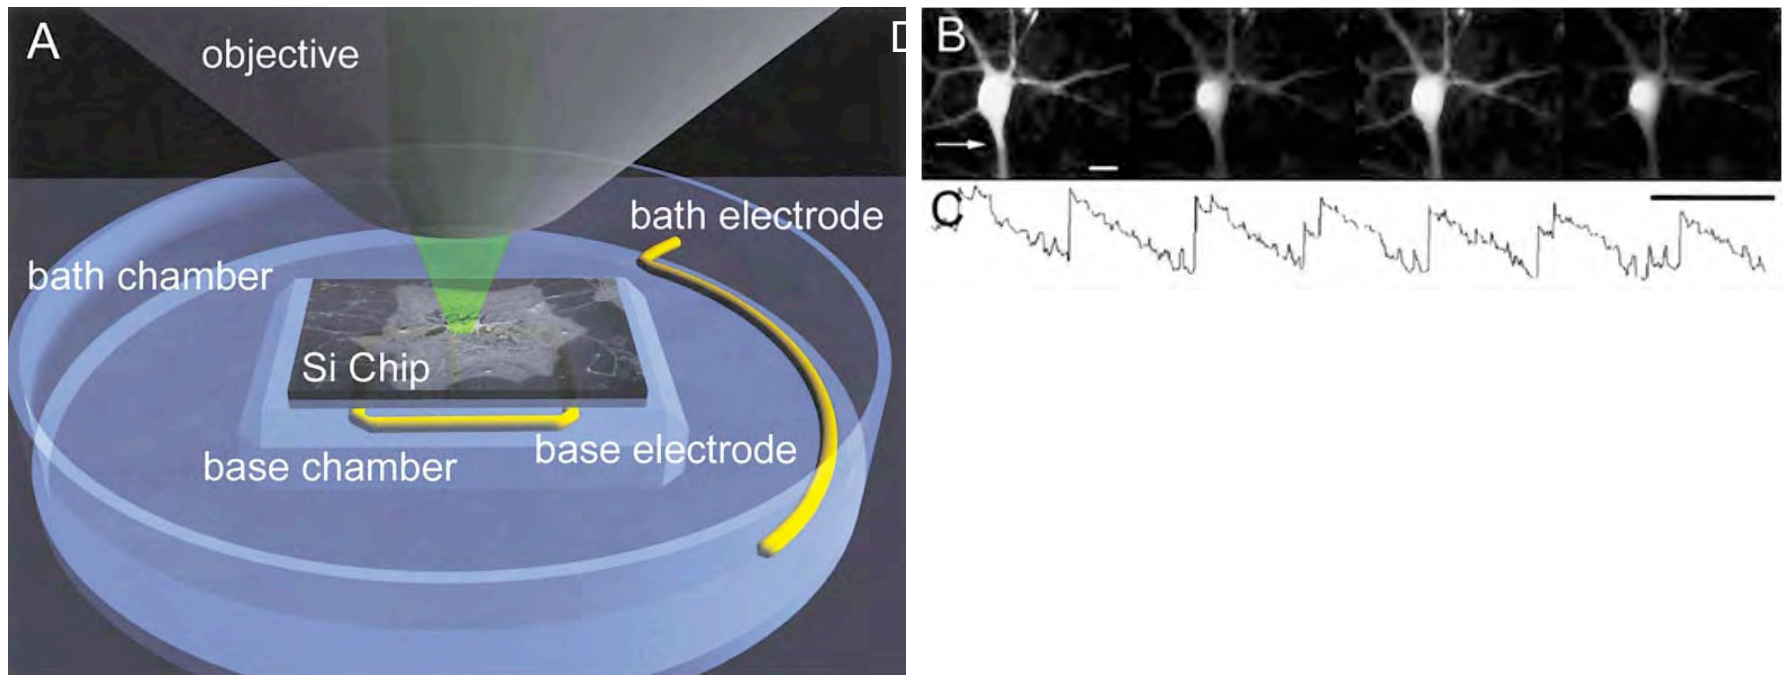 A
objective
bath electrode
bath chamber
Si Chip
base electrode
base chamber
B
C